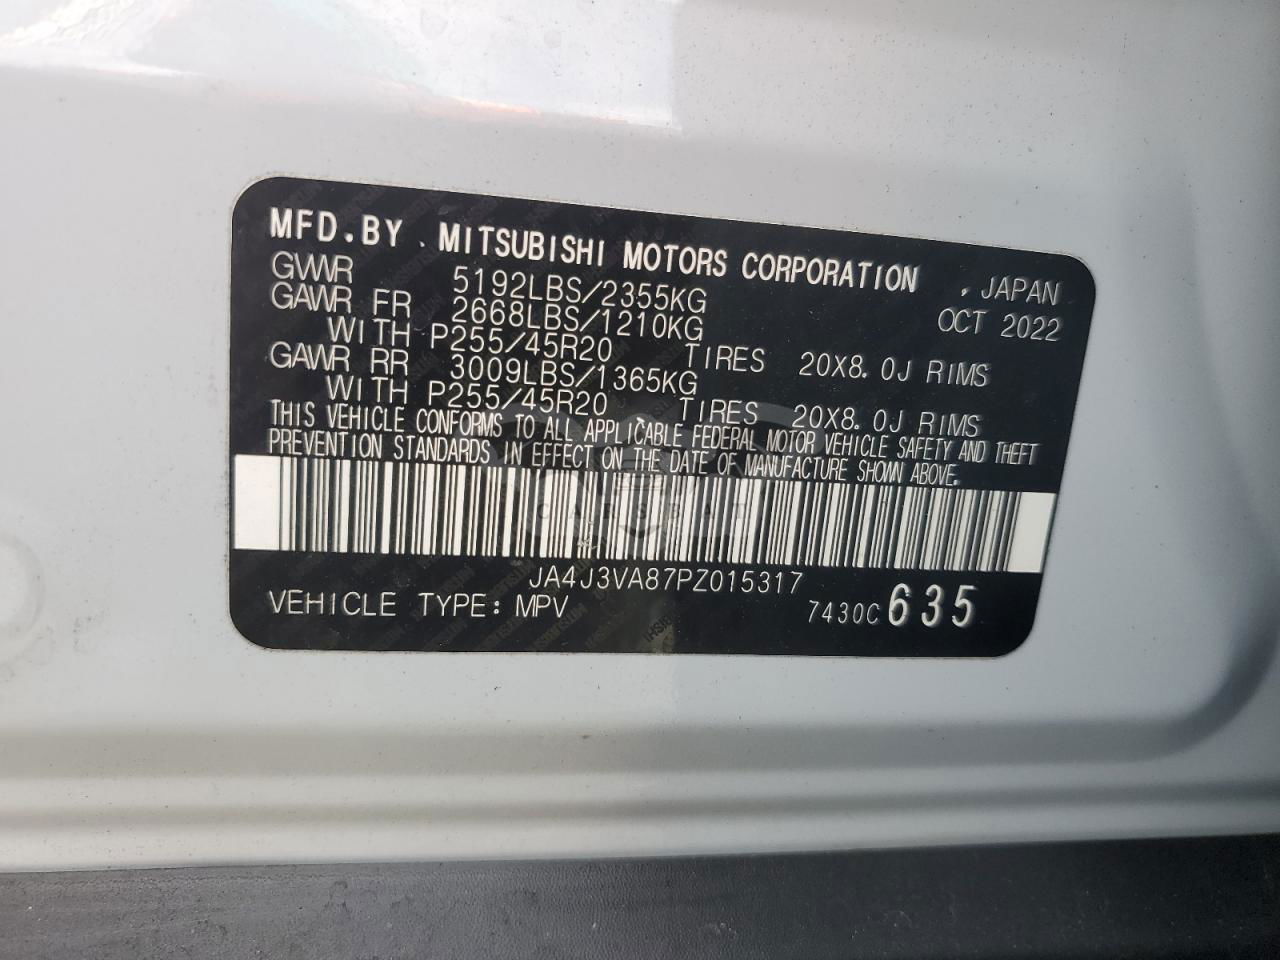 MFD.BY . MITSUBISHI MOTORS CORPORATION . JAPAN
GVWR 5192LBS/2355KG OCT 2022
GAWR FR 2668LBS/1210KG
WITH P255/45R20 TIRES 20X8.0J RIMS
GAWR RR 3009LBS/1365KG
WITH P255/45R20 TIRES 20X8.0J RIMS
THIS VEHICLE CONFORMS TO ALL APPLICABLE FEDERAL MOTOR VEHICLE SAFETY AND THEFT
PREVENTION STANDARDS IN EFFECT ON THE DATE OF MANUFACTURE SHOWN ABOVE.
JA4J3VA87PZ015317
VEHICLE TYPE: MPV 7430C 635